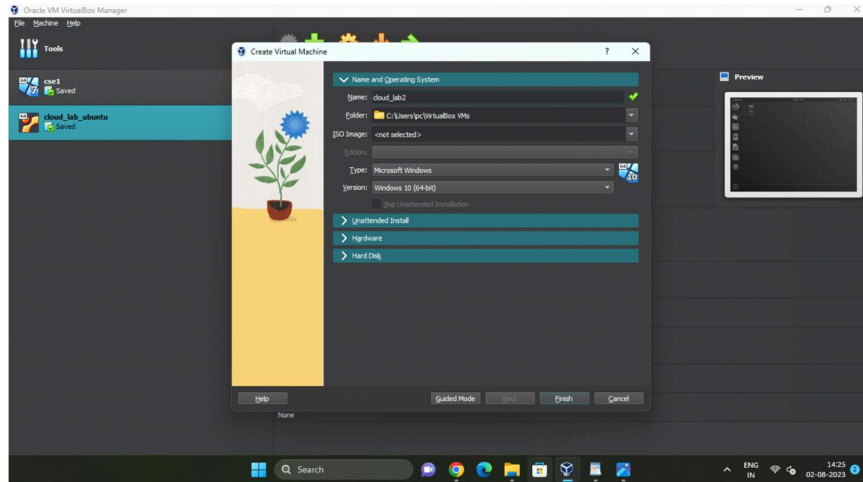 Oracle VM VirtualBox Manager
File Machine Help
Tools
cse1
Saved
cloud_lab_ubuntu
Saved
Create Virtual Machine
?
Name and Operating System
Name: cloud_lab2
Folder: C:\Users\pc\VirtualBox VMs
ISO Image: <not selected>
Edition:
Type: Microsoft Windows
Version: Windows 10 (64-bit)
Skip Unattended Installation
Unattended Install
Hardware
Hard Disk
Help Guided Mode Back Finish Cancel
Preview
None
Search
ENG
IN
14:25
02-08-2023